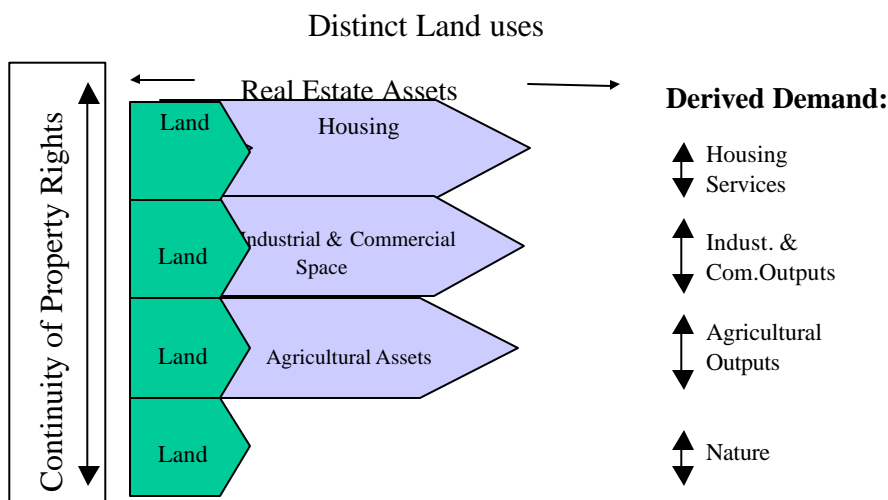 Distinct Land uses
Real Estate Assets
Derived Demand:
Continuity of Property Rights
Land
Housing
Housing
Services
Land
Industrial & Commercial
Space
Indust. &
Com.Outputs
Land
Agricultural Assets
Agricultural
Outputs
Land
Nature